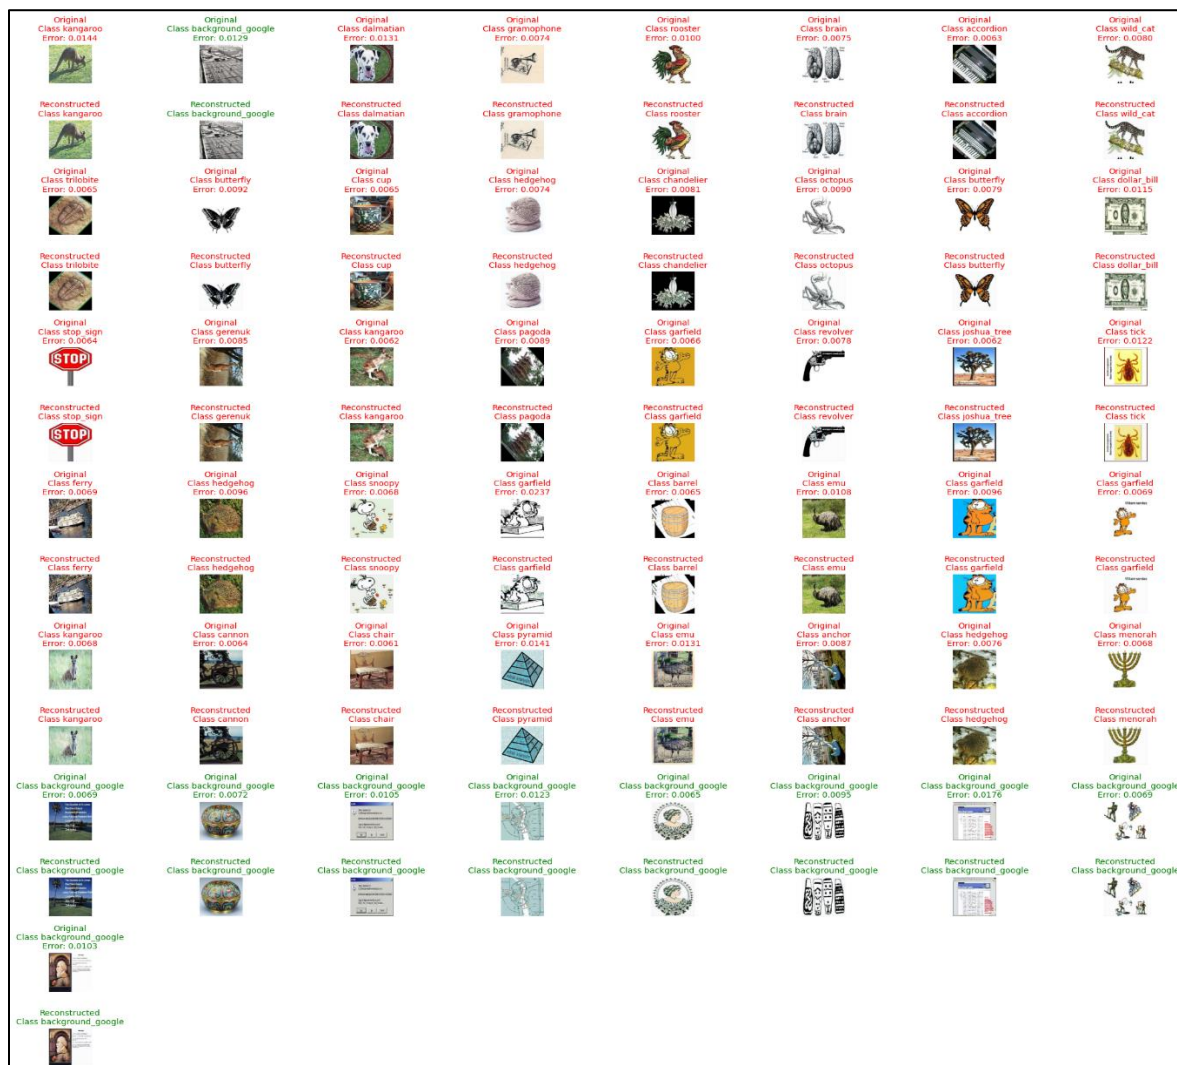 Original Original Original Original Original Original Original Original
Class kangaroo Class background_google Class dalmatian Class gramophone Class rooster Class brain Class accordion Class wild_cat
Error: 0.0144 Error: 0.0129 Error: 0.0131 Error: 0.0074 Error: 0.0100 Error: 0.0075 Error: 0.0063 Error: 0.0080
Reconstructed Reconstructed Reconstructed Reconstructed Reconstructed Reconstructed Reconstructed Reconstructed
Class kangaroo Class background_google Class dalmatian Class gramophone Class rooster Class brain Class accordion Class wild_cat
Original Original Original Original Original Original Original Original
Class trilobite Class butterfly Class cup Class hedgehog Class chandelier Class octopus Class butterfly Class dollar_bill
Error: 0.0065 Error: 0.0092 Error: 0.0065 Error: 0.0074 Error: 0.0081 Error: 0.0090 Error: 0.0079 Error: 0.0115
Reconstructed Reconstructed Reconstructed Reconstructed Reconstructed Reconstructed Reconstructed Reconstructed
Class trilobite Class butterfly Class cup Class hedgehog Class chandelier Class octopus Class butterfly Class dollar_bill
Original Original Original Original Original Original Original Original
Class stop_sign Class gerenuk Class kangaroo Class pagoda Class garfield Class revolver Class joshua_tree Class tick
Error: 0.0064 Error: 0.0085 Error: 0.0062 Error: 0.0089 Error: 0.0066 Error: 0.0078 Error: 0.0062 Error: 0.0122
STOP
Reconstructed Reconstructed Reconstructed Reconstructed Reconstructed Reconstructed Reconstructed Reconstructed
Class stop_sign Class gerenuk Class kangaroo Class pagoda Class garfield Class revolver Class joshua_tree Class tick
STOP
Original Original Original Original Original Original Original Original
Class ferry Class hedgehog Class snoopy Class garfield Class barrel Class emu Class garfield Class garfield
Error: 0.0069 Error: 0.0096 Error: 0.0068 Error: 0.0237 Error: 0.0065 Error: 0.0108 Error: 0.0096 Error: 0.0069
Reconstructed Reconstructed Reconstructed Reconstructed Reconstructed Reconstructed Reconstructed Reconstructed
Class ferry Class hedgehog Class snoopy Class garfield Class barrel Class emu Class garfield Class garfield
Original Original Original Original Original Original Original Original
Class kangaroo Class cannon Class chair Class pyramid Class emu Class anchor Class hedgehog Class menorah
Error: 0.0068 Error: 0.0064 Error: 0.0061 Error: 0.0141 Error: 0.0131 Error: 0.0087 Error: 0.0076 Error: 0.0068
Reconstructed Reconstructed Reconstructed Reconstructed Reconstructed Reconstructed Reconstructed Reconstructed
Class kangaroo Class cannon Class chair Class pyramid Class emu Class anchor Class hedgehog Class menorah
Original Original Original Original Original Original Original Original
Class background_google Class background_google Class background_google Class background_google Class background_google Class background_google Class background_google Class background_google
Error: 0.0069 Error: 0.0072 Error: 0.0105 Error: 0.0123 Error: 0.0065 Error: 0.0095 Error: 0.0176 Error: 0.0069
Reconstructed Reconstructed Reconstructed Reconstructed Reconstructed Reconstructed Reconstructed Reconstructed
Class background_google Class background_google Class background_google Class background_google Class background_google Class background_google Class background_google Class background_google
Original
Class background_google
Error: 0.0103
Reconstructed
Class background_google